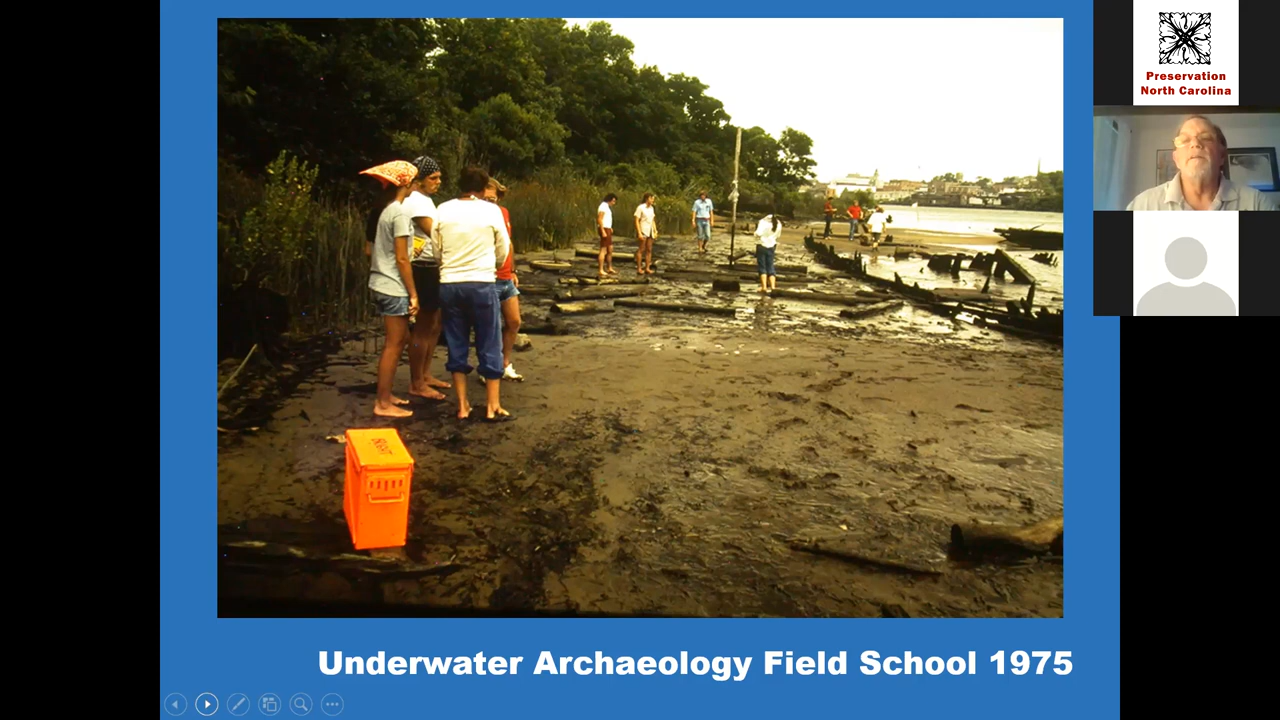 Preservation
North Carolina
Underwater Archaeology Field School 1975